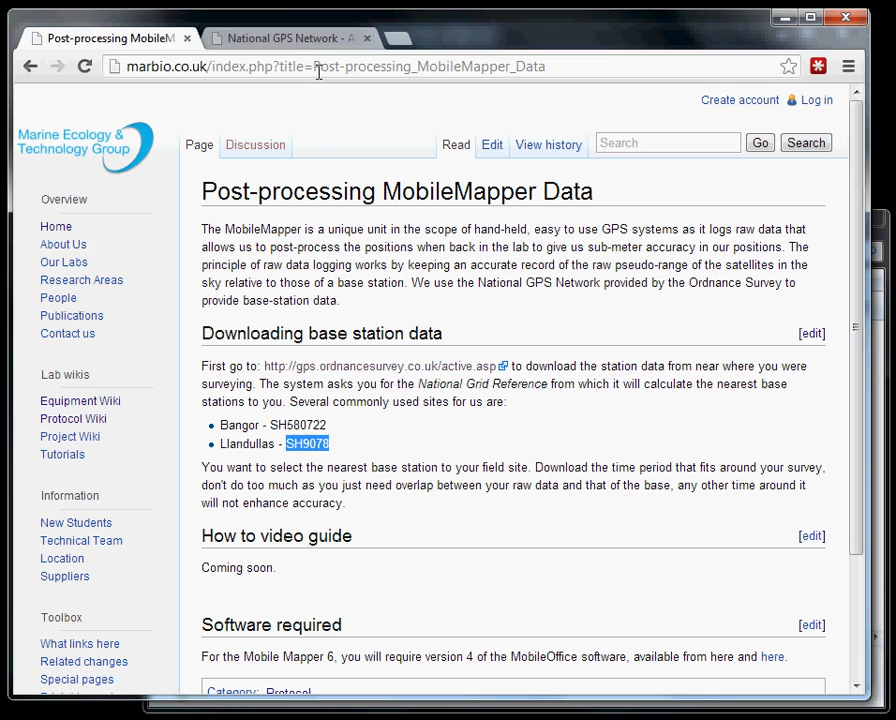 Post-processing MobileM
National GPS Network - A
marbio.co.uk/index.php?title=Post-processing_MobileMapper_Data
Create account Log in
Marine Ecology &
Technology Group
Page Discussion Read Edit View history Search Go Search
Post-processing MobileMapper Data
The MobileMapper is a unique unit in the scope of hand-held, easy to use GPS systems as it logs raw data that
allows us to post-process the positions when back in the lab to give us sub-meter accuracy in our positions. The
principle of raw data logging works by keeping an accurate record of the raw pseudo-range of the satellites in the
sky relative to those of a base station. We use the National GPS Network provided by the Ordnance Survey to
provide base-station data.
Downloading base station data [edit]
First go to: http://gps.ordnancesurvey.co.uk/active.asp to download the station data from near where you were
surveying. The system asks you for the National Grid Reference from which it will calculate the nearest base
stations to you. Several commonly used sites for us are:
Bangor - SH580722
Llandullas - SH9078
You want to select the nearest base station to your field site. Download the time period that fits around your survey,
don't do too much as you just need overlap between your raw data and that of the base, any other time around it
will not enhance accuracy.
How to video guide [edit]
Coming soon.
Software required [edit]
For the Mobile Mapper 6, you will require version 4 of the MobileOffice software, available from here and here.
Category: Protocol
Overview
Home
About Us
Our Labs
Research Areas
People
Publications
Contact us
Lab wikis
Equipment Wiki
Protocol Wiki
Project Wiki
Tutorials
Information
New Students
Technical Team
Location
Suppliers
Toolbox
What links here
Related changes
Special pages